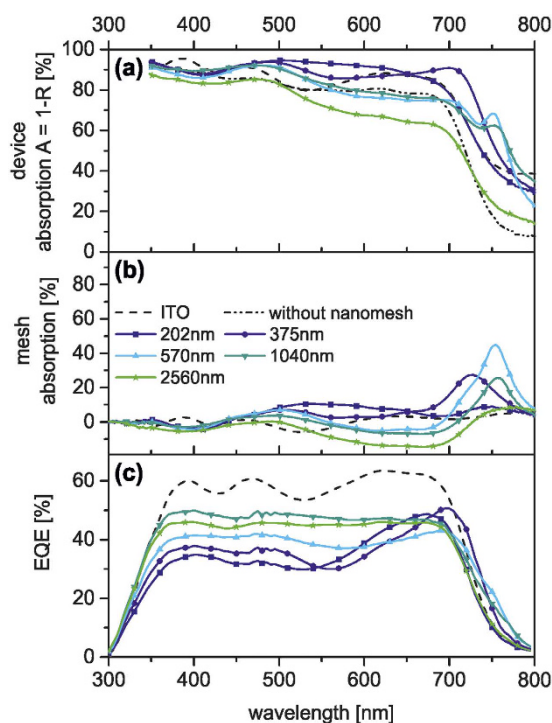 300 400 500 600 700 800
100
80
60
40
20
0
(a)
device
absorption A = 1-R [%]
80
60
40
20
0
(b)
mesh
absorption [%]
ITO without nanomesh
202nm 375nm
570nm 1040nm
2560nm
60
40
20
0
(c)
EQE [%]
300 400 500 600 700 800
wavelength [nm]